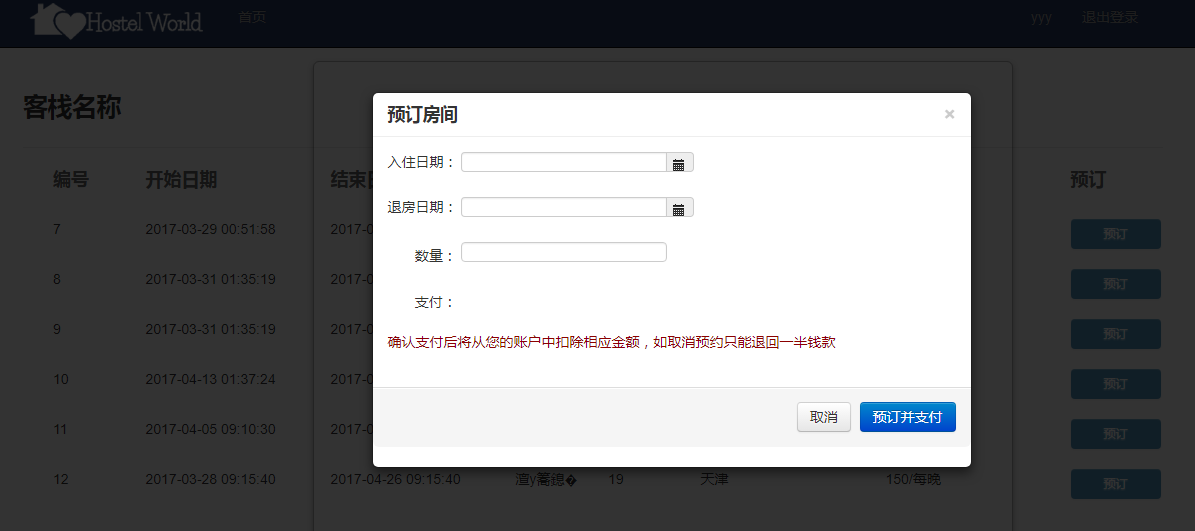 Hostel World 首页 yyy 退出登录
客栈名称
预订房间 ×
入住日期：
退房日期：
数量：
支付：
确认支付后将从您的账户中扣除相应金额，如取消预约只能退回一半钱款
取消 预订并支付
编号 开始日期 结束 预订
7 2017-03-29 00:51:58 2017-0 预订
8 2017-03-31 01:35:19 2017-0 预订
9 2017-03-31 01:35:19 2017-0 预订
10 2017-04-13 01:37:24 2017-0 预订
11 2017-04-05 09:10:30 2017-0 预订
12 2017-03-28 09:15:40 2017-04-26 09:15:40 19 天津 150/每晚 预订